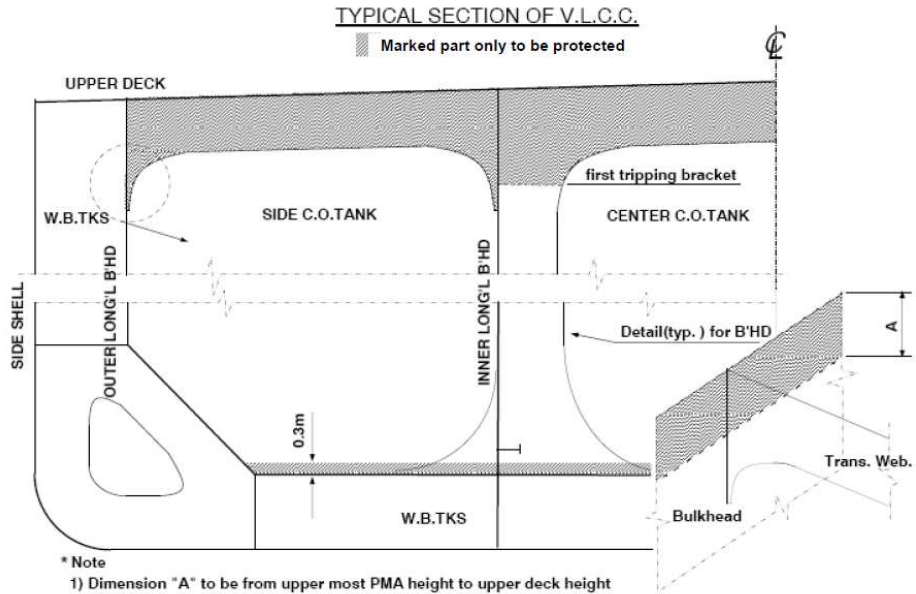 TYPICAL SECTION OF V.L.C.C.
Marked part only to be protected
℄
UPPER DECK
first tripping bracket
W.B.TKS
SIDE C.O.TANK
CENTER C.O.TANK
SIDE SHELL
OUTER LONG'L B'HD
INNER LONG'L B'HD
Detail(typ. ) for B'HD
A
0.3m
Trans. Web.
W.B.TKS
Bulkhead
* Note
1) Dimension "A" to be from upper most PMA height to upper deck height